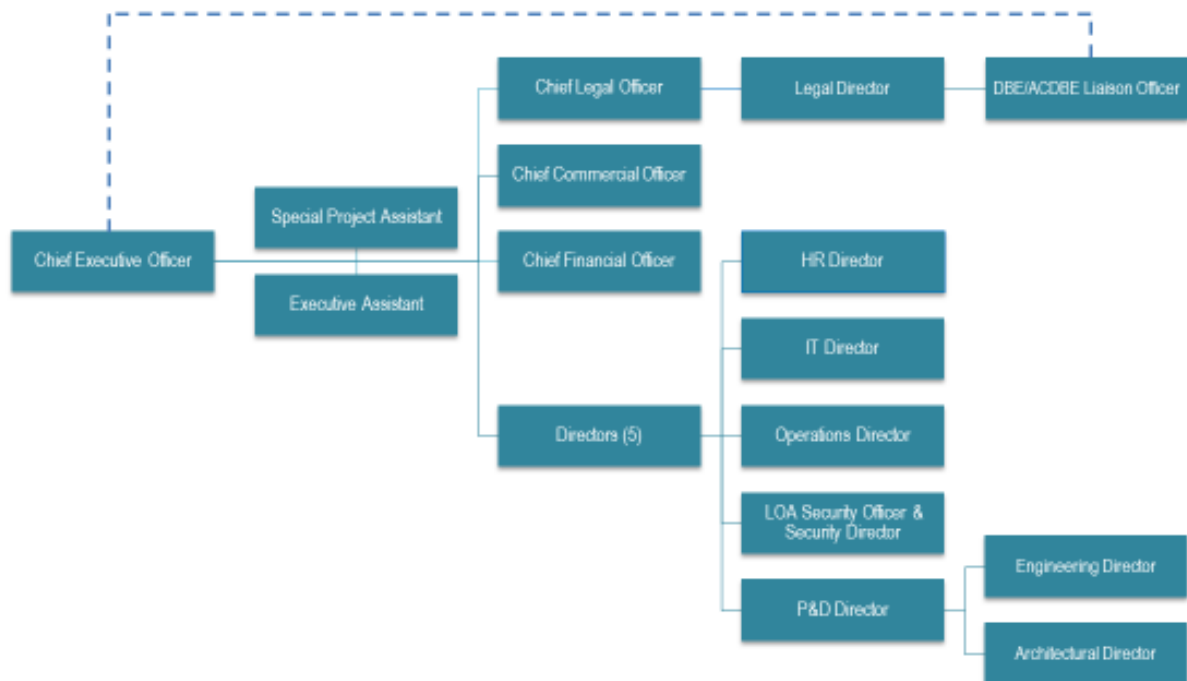 Chief Legal Officer
Legal Director
DBE/ACDBE Liaison Officer
Chief Commercial Officer
Special Project Assistant
Chief Executive Officer
Chief Financial Officer
HR Director
Executive Assistant
IT Director
Directors (5)
Operations Director
LOA Security Officer &
Security Director
Engineering Director
P&D Director
Architectural Director